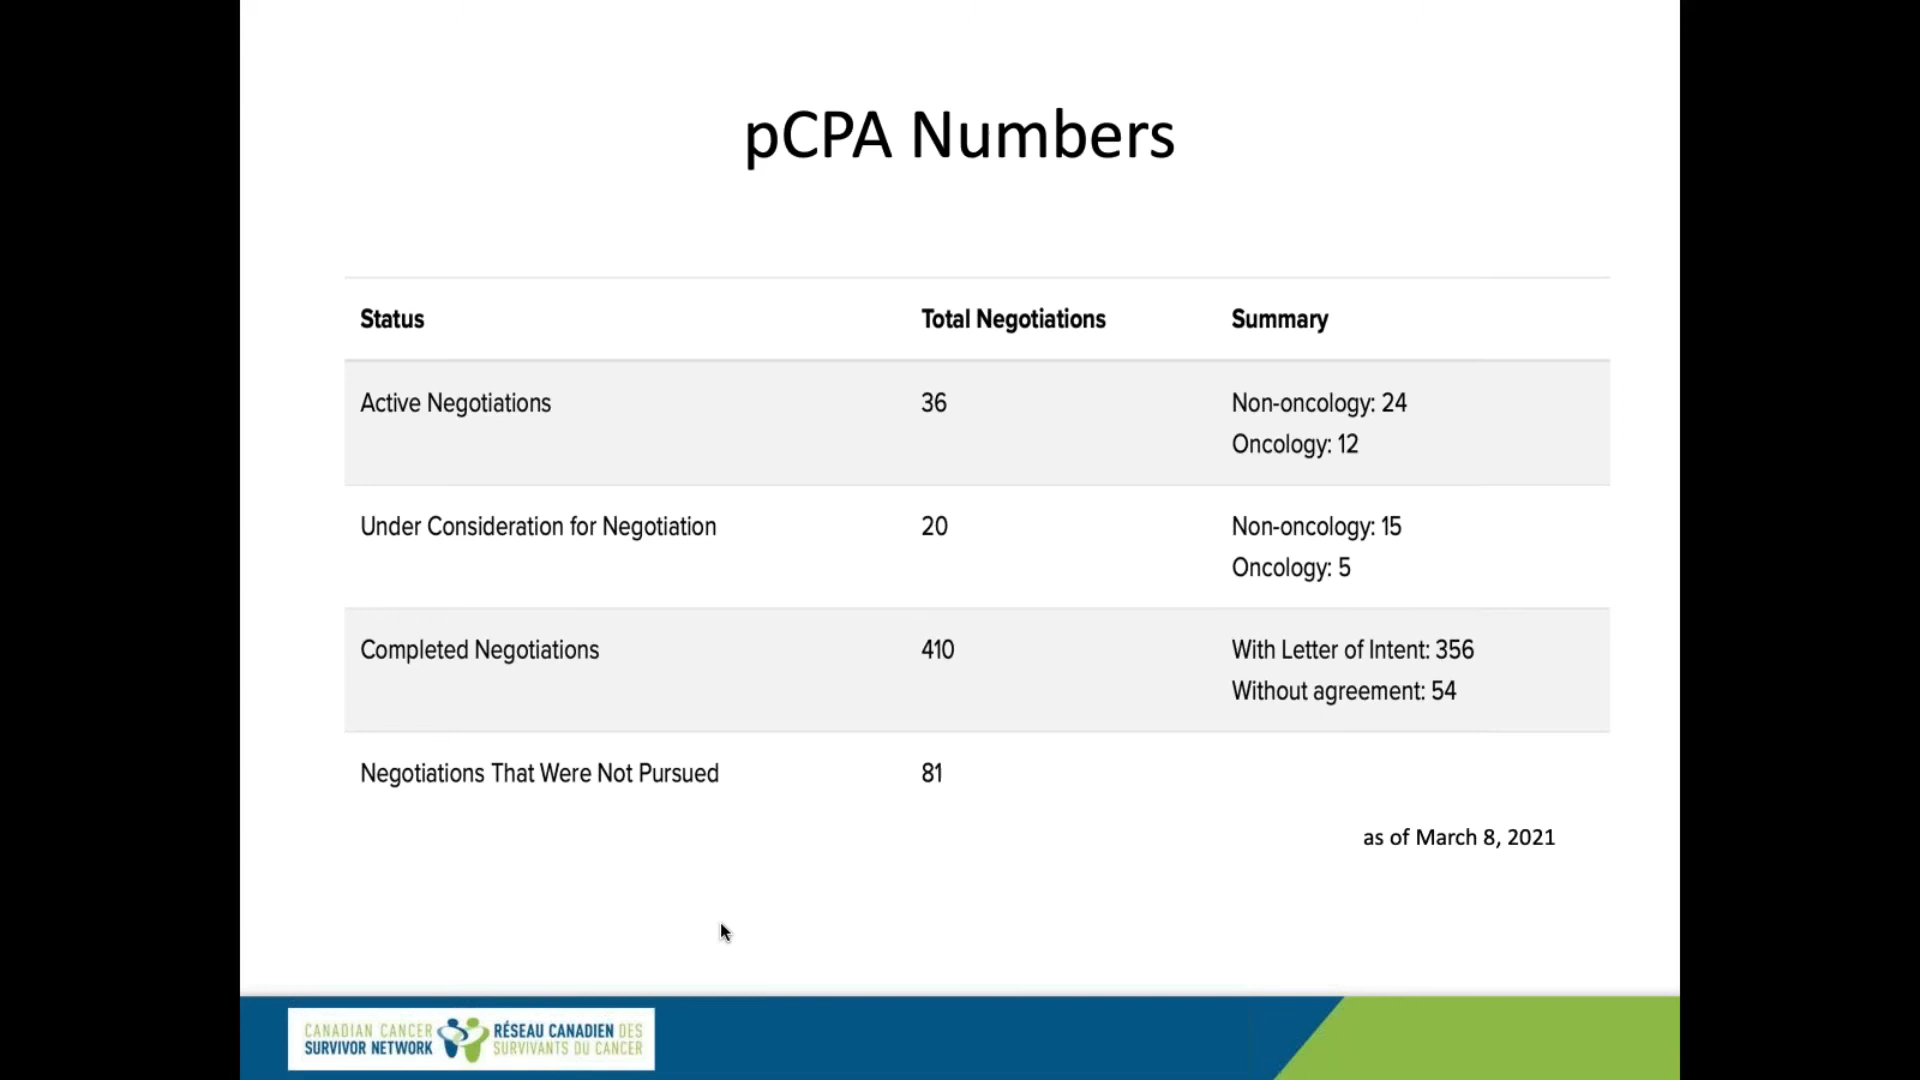 pCPA Numbers
Status Total Negotiations Summary
Active Negotiations 36 Non-oncology: 24
Oncology: 12
Under Consideration for Negotiation 20 Non-oncology: 15
Oncology: 5
Completed Negotiations 410 With Letter of Intent: 356
Without agreement: 54
Negotiations That Were Not Pursued 81
as of March 8, 2021
CANADIAN CANCER RÉSEAU CANADIEN DES
SURVIVOR NETWORK SURVIVANTS DU CANCER